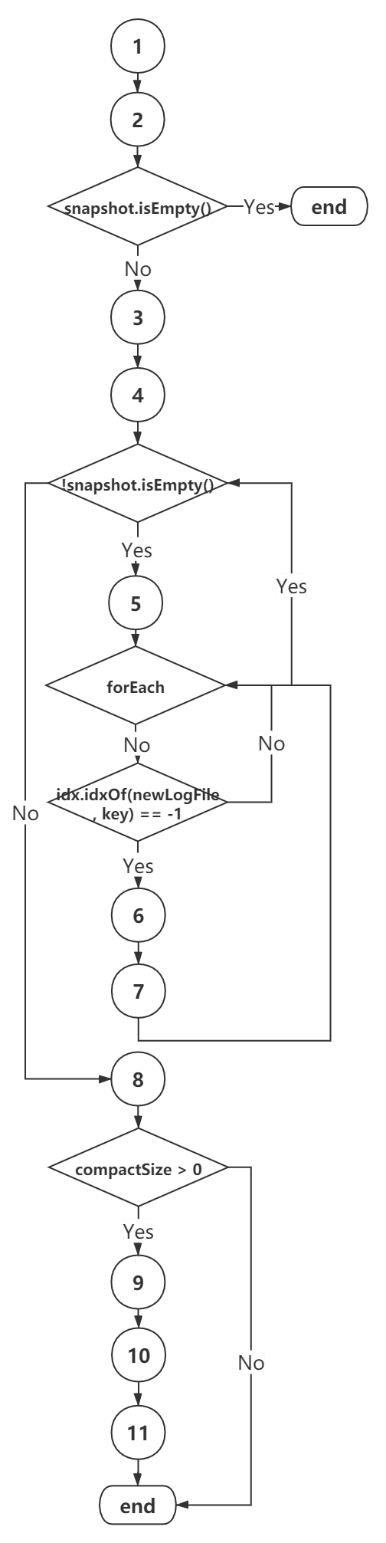 1
2
snapshot.isEmpty()
Yes
end
No
3
4
!snapshot.isEmpty()
Yes
Yes
5
forEach
No
No
idx.idxOf(newLogFile
, key) == -1
No
Yes
6
7
8
compactSize > 0
Yes
9
10
No
11
end